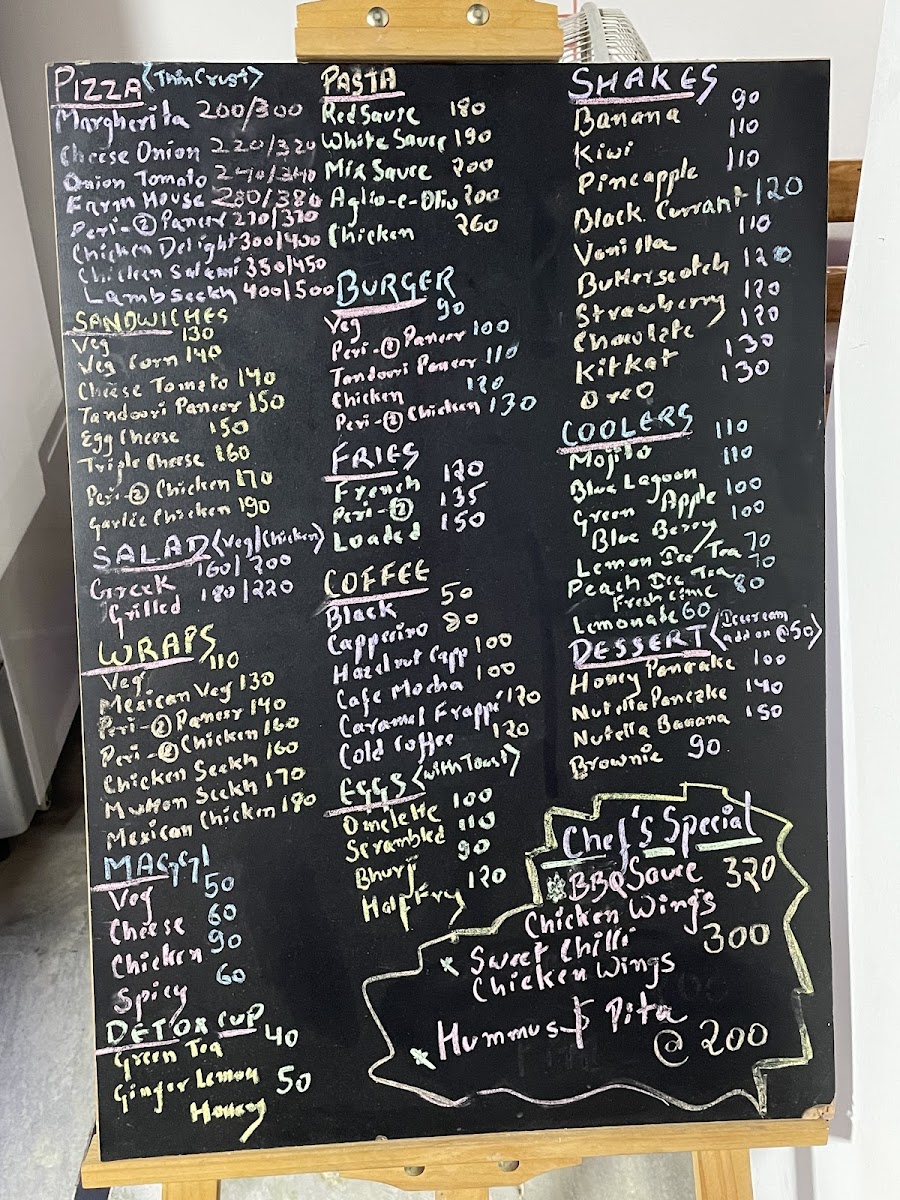 PIZZA (Thin Crust)
Margherita 200/300
Cheese Onion 220/320
Onion Tomato 240/340
Farm House 280/380
Peri-② Paneer 270/370
Chicken Delight 300/400
Chicken Salami 350/450
Lamb Seekh 400/500
SANDWICHES
Veg 130
Veg Corn 140
Cheese Tomato 140
Tandoori Paneer 150
Egg Cheese 150
Triple Cheese 160
Peri-② Chicken 170
Garlic Chicken 190
SALAD (Veg/Chicken)
Greek 160/200
Grilled 180/220
WRAPS
Veg 110
Mexican Veg 130
Peri-② Paneer 140
Peri-② Chicken 160
Chicken Seekh 160
Mutton Seekh 170
Mexican Chicken 180
MAGGI
Veg 50
Cheese 60
Chicken 90
Spicy 60
DETOX CUP
Green Tea 40
Ginger Lemon 50
Honey
PASTA
Red Sauce 180
White Sauce 190
Mix Sauce 200
Aglio-e-Olio 200
Chicken 260
BURGER
Veg 90
Peri-② Paneer 100
Tandoori Paneer 110
Chicken 120
Peri-② Chicken 130
FRIES
French 120
Peri-② 135
Loaded 150
COFFEE
Black 50
Cappecino 80
Hazelnut Capp 100
Cafe Mocha 100
Caramel Frappi 120
Cold Coffee 120
EGGS (with Toast)
Omelette 100
Scrambled 110
Bhurji 90
Half Fry 120
SHAKES
Banana 90
Kiwi 110
Pineapple 110
Black Currant 120
Vanilla 110
Butterscotch 120
Strawberry 120
Chocolate 120
Kitkat 130
Oreo 130
COOLERS
Mojito 110
Blue Lagoon 110
Green Apple 100
Blue Berry 100
Lemon Ice Tea 70
Peach Ice Tea 70
Fresh Lime 80
Lemonade 60
DESSERT (Icecream add on @50)
Honey Pancake 100
Nutella Pancake 140
Nutella Banana 150
Brownie 90
Chef's Special
* BBQ Sauce 320
Chicken Wings
* Sweet Chilli 300
Chicken Wings
* Hummus & Pita
@ 200